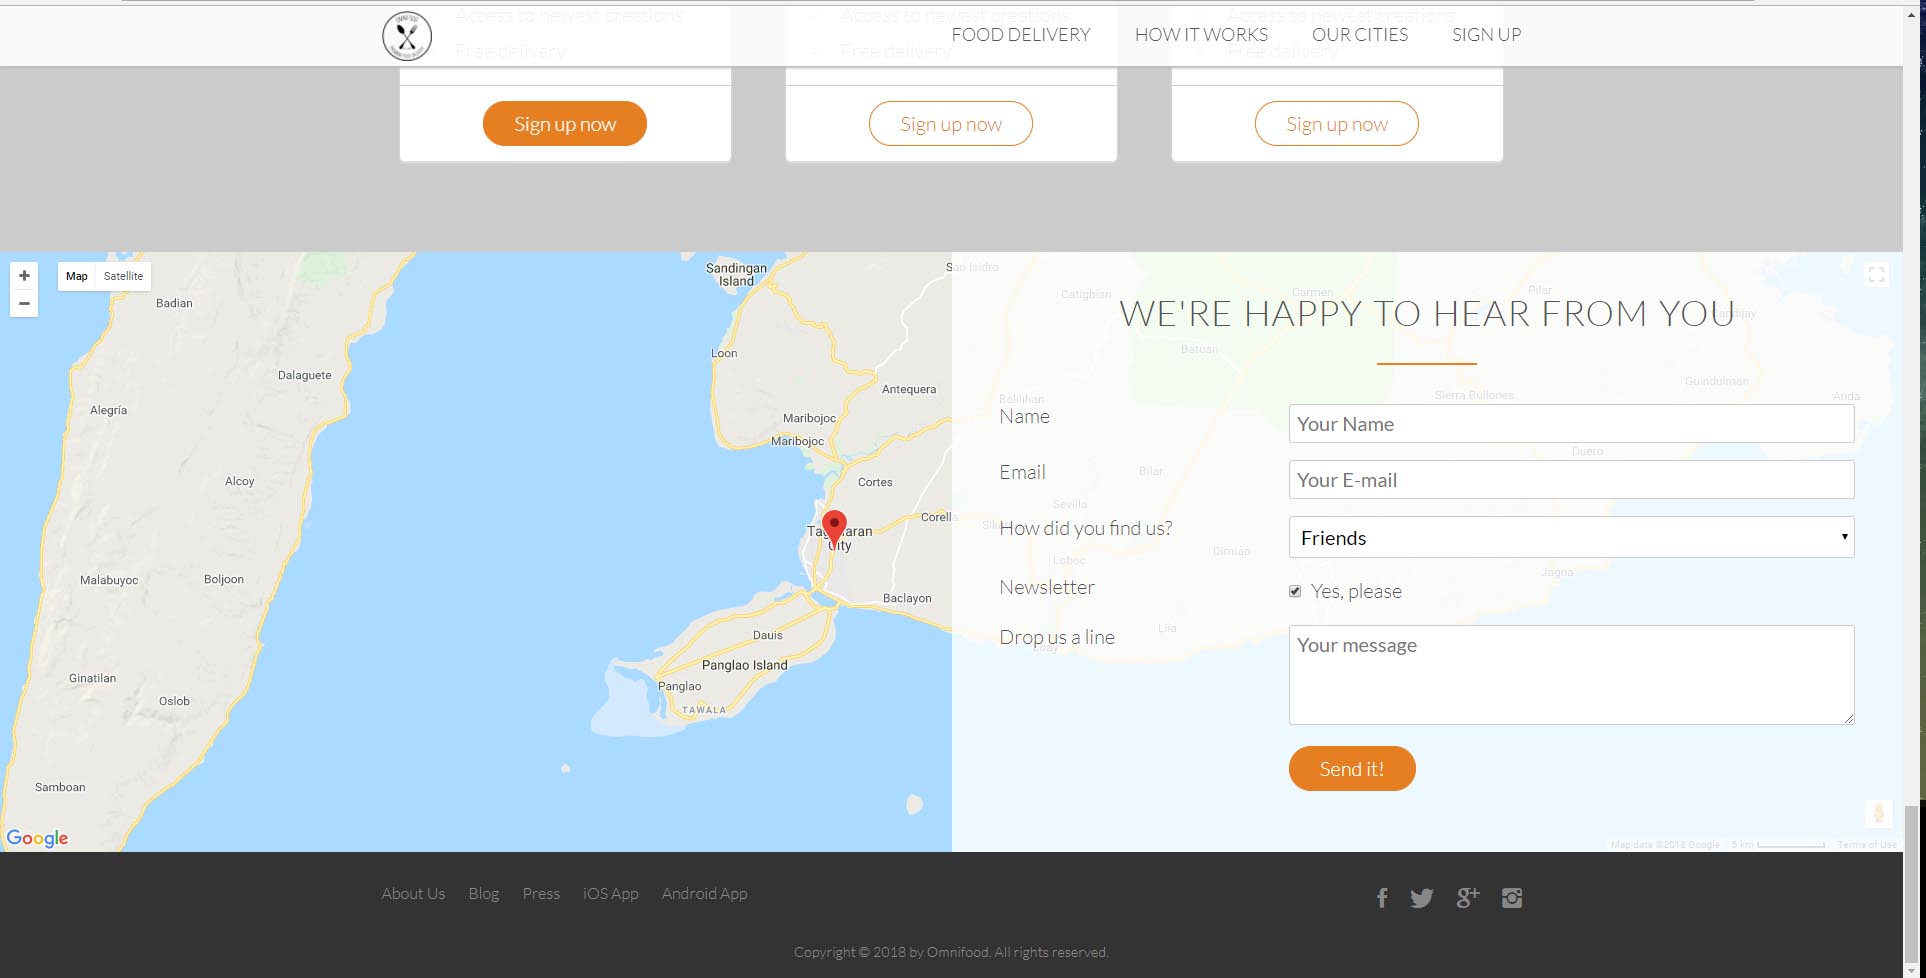 Access to newest creations
Access to newest creations
Access to newest creations
FOOD DELIVERY
HOW IT WORKS
OUR CITIES
SIGN UP
Free delivery
Free delivery
Free delivery
Sign up now
Sign up now
Sign up now
Map
Satellite
Badian
Dalaguete
Alegría
Alcoy
Malabuyoc
Boljoon
Ginatilan
Oslob
Samboan
Google
Sandingan
Island
Loon
Antequera
Maribojoc
Maribojoc
Cortes
Corella
City
Baclayon
Dauis
Panglao Island
Panglao
TAWALA
San Isidro
Catigbian
Carmen
Pilar
Candijay
Batuan
Sierra Bullones
Guindulman
Anda
Balilihan
Duero
Bilar
Sevilla
Dimiao
Loboc
Jagna
Lila
Loay
WE'RE HAPPY TO HEAR FROM YOU
Name
Your Name
Email
Your E-mail
How did you find us?
Friends
Newsletter
Yes, please
Drop us a line
Your message
Send it!
Map data ©2018 Google
5 km
Terms of Use
About Us
Blog
Press
iOS App
Android App
Copyright © 2018 by Omnifood. All rights reserved.